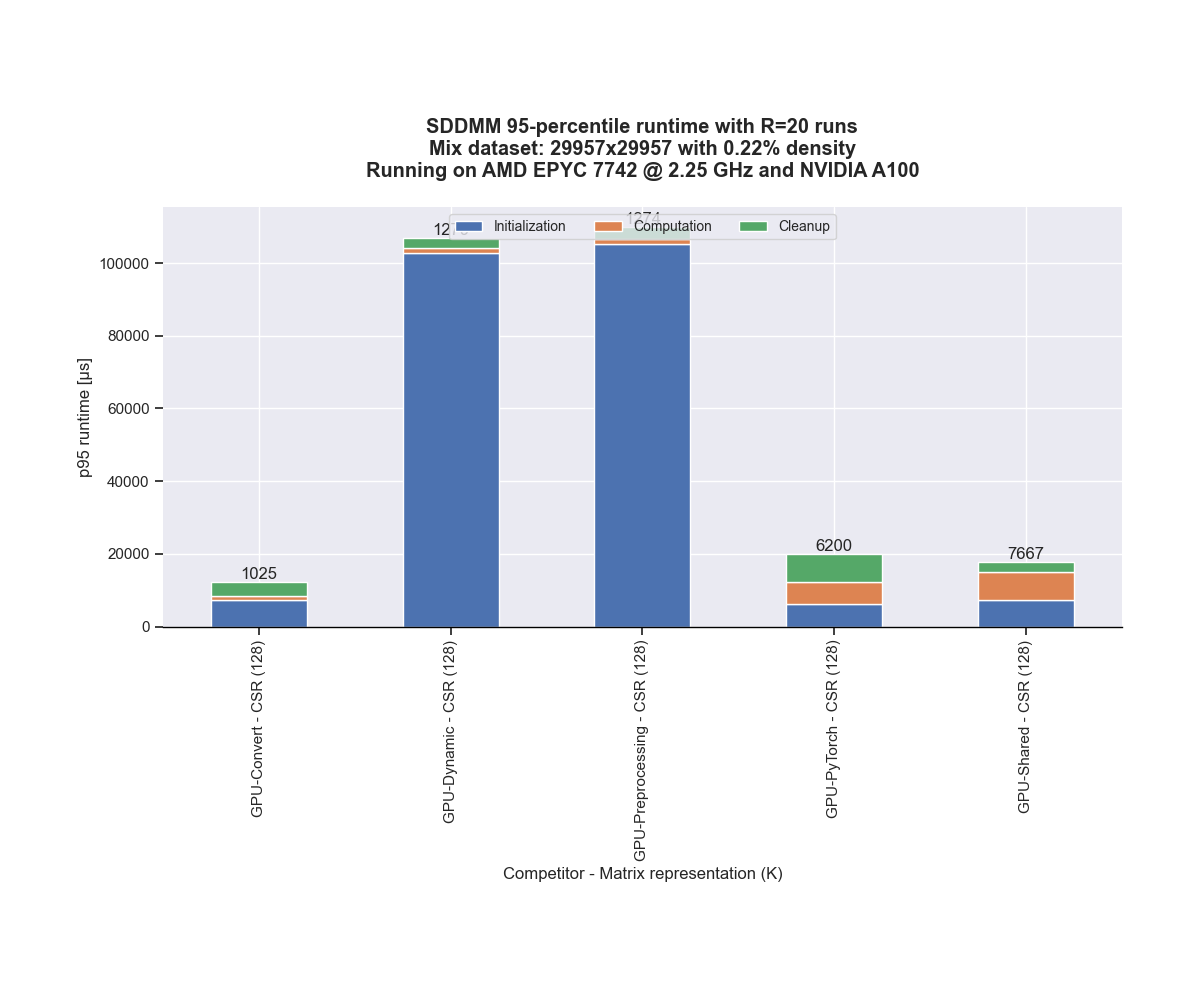 SDDMM 95-percentile runtime with R=20 runs
Mix dataset: 29957x29957 with 0.22% density
Running on AMD EPYC 7742 @ 2.25 GHz and NVIDIA A100
Initialization Computation Cleanup
1274
100000
80000
60000
40000
20000
0
p95 runtime [µs]
1025
6200
7667
GPU-Convert - CSR (128)
GPU-Dynamic - CSR (128)
GPU-Preprocessing - CSR (128)
GPU-PyTorch - CSR (128)
GPU-Shared - CSR (128)
Competitor - Matrix representation (K)